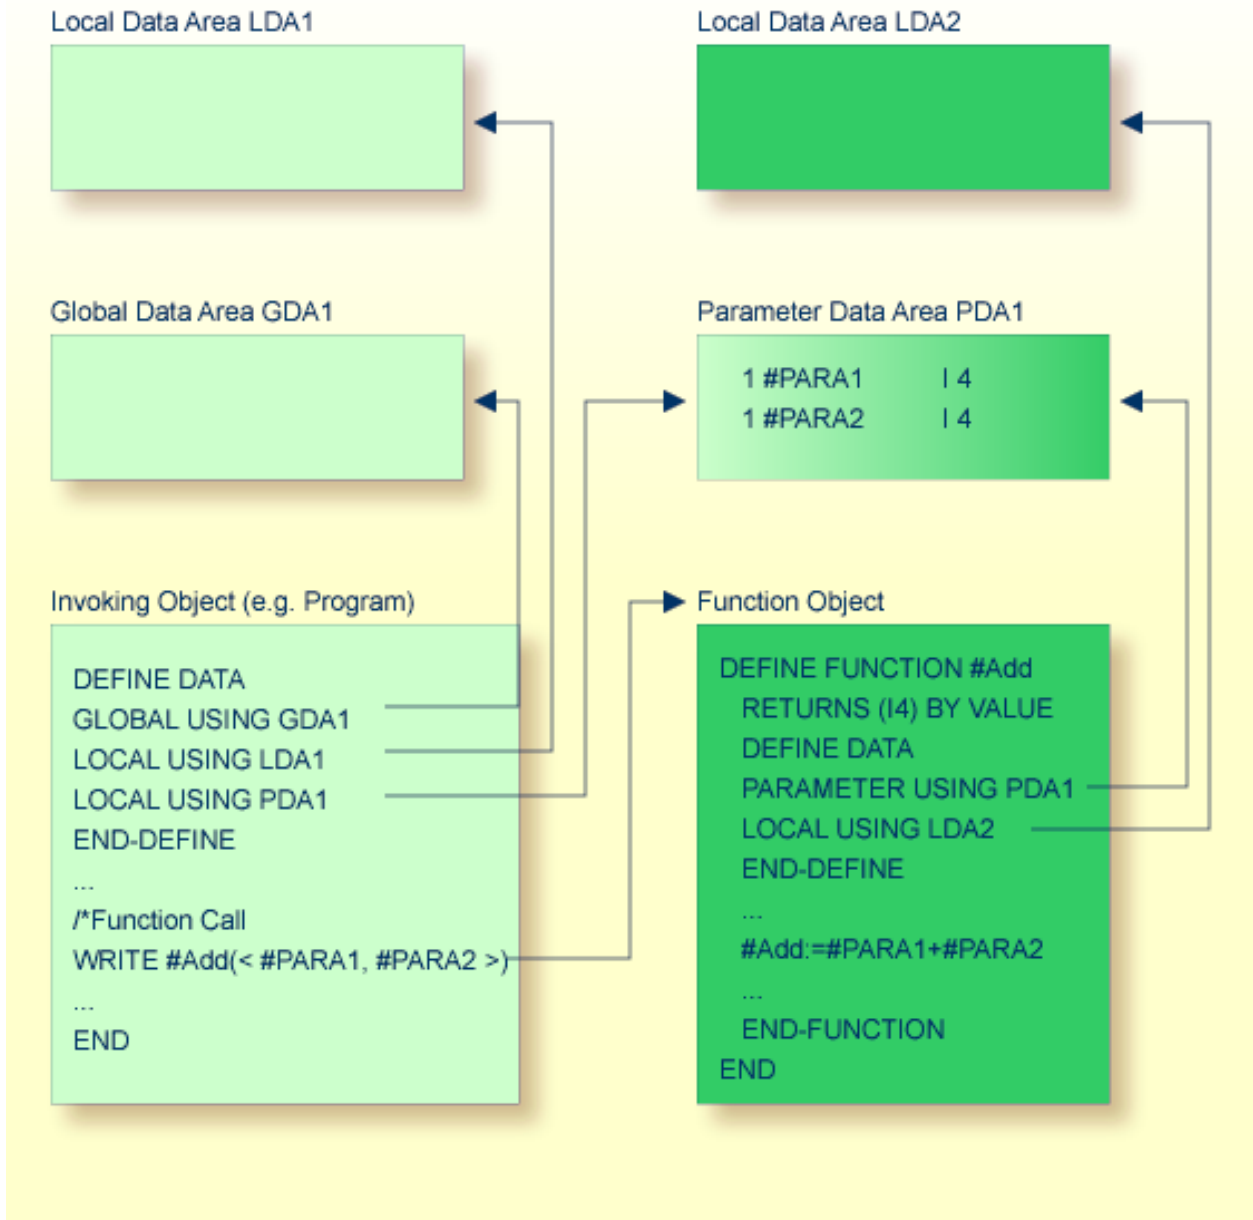 Local Data Area LDA1
Local Data Area LDA2
Global Data Area GDA1
Parameter Data Area PDA1
1 #PARA1 I 4
1 #PARA2 I 4
Invoking Object (e.g. Program)
DEFINE DATA
GLOBAL USING GDA1
LOCAL USING LDA1
LOCAL USING PDA1
END-DEFINE
...
/*Function Call
WRITE #Add(< #PARA1, #PARA2 >)
...
END
Function Object
DEFINE FUNCTION #Add
RETURNS (I4) BY VALUE
DEFINE DATA
PARAMETER USING PDA1
LOCAL USING LDA2
END-DEFINE
...
#Add:=#PARA1+#PARA2
...
END-FUNCTION
END